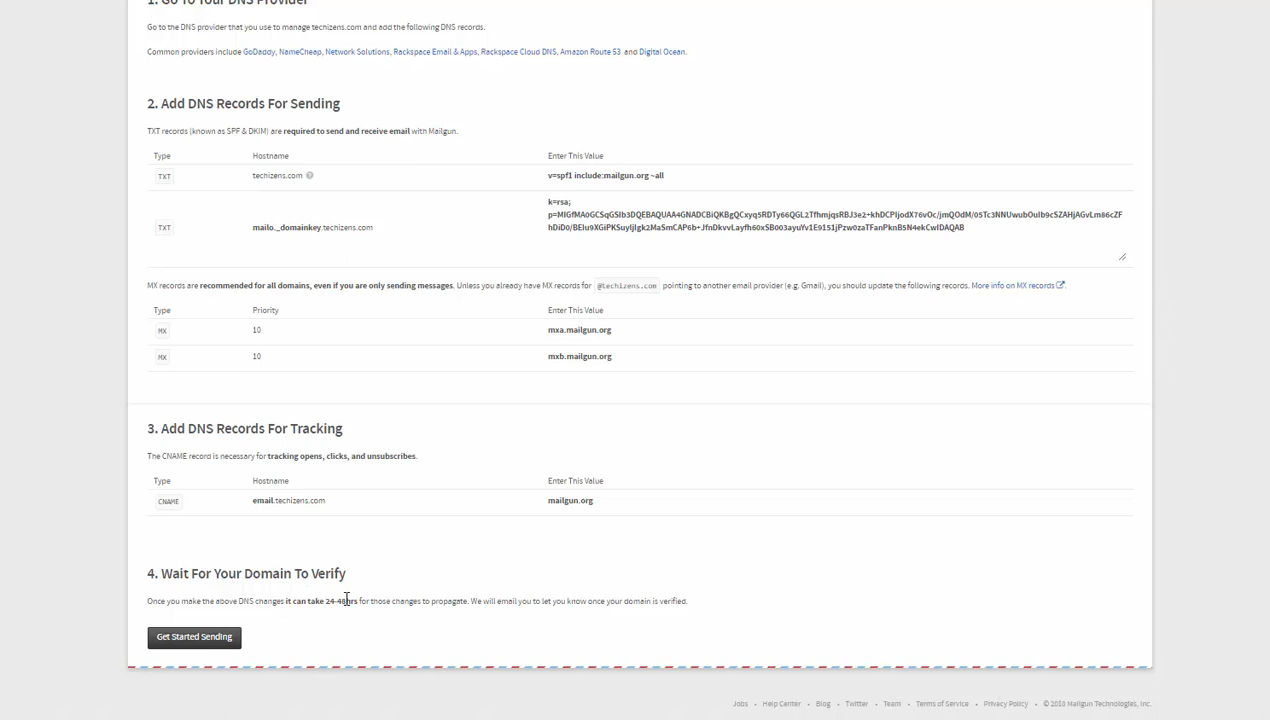 1. Go To Your DNS Provider
Go to the DNS provider that you use to manage techizens.com and add the following DNS records.
Common providers include GoDaddy, NameCheap, Network Solutions, Rackspace Email & Apps, Rackspace Cloud DNS, Amazon Route 53 and Digital Ocean.
2. Add DNS Records For Sending
TXT records (known as SPF & DKIM) are required to send and receive email with Mailgun.
Type Hostname Enter This Value
TXT techizens.com v=spf1 include:mailgun.org ~all
k=rsa;
TXT mailo._domainkey.techizens.com
MX records are recommended for all domains, even if you are only sending messages. Unless you already have MX records for @techizens.com pointing to another email provider (e.g. Gmail), you should update the following records. More info on MX records.
Type Priority Enter This Value
MX 10 mxa.mailgun.org
MX 10 mxb.mailgun.org
3. Add DNS Records For Tracking
The CNAME record is necessary for tracking opens, clicks, and unsubscribes.
Type Hostname Enter This Value
CNAME email.techizens.com mailgun.org
4. Wait For Your Domain To Verify
Once you make the above DNS changes it can take 24-48hrs for those changes to propagate. We will email you to let you know once your domain is verified.
Get Started Sending
Jobs • Help Center • Blog • Twitter • Team • Terms of Service • Privacy Policy • © 2018 Mailgun Technologies, Inc.